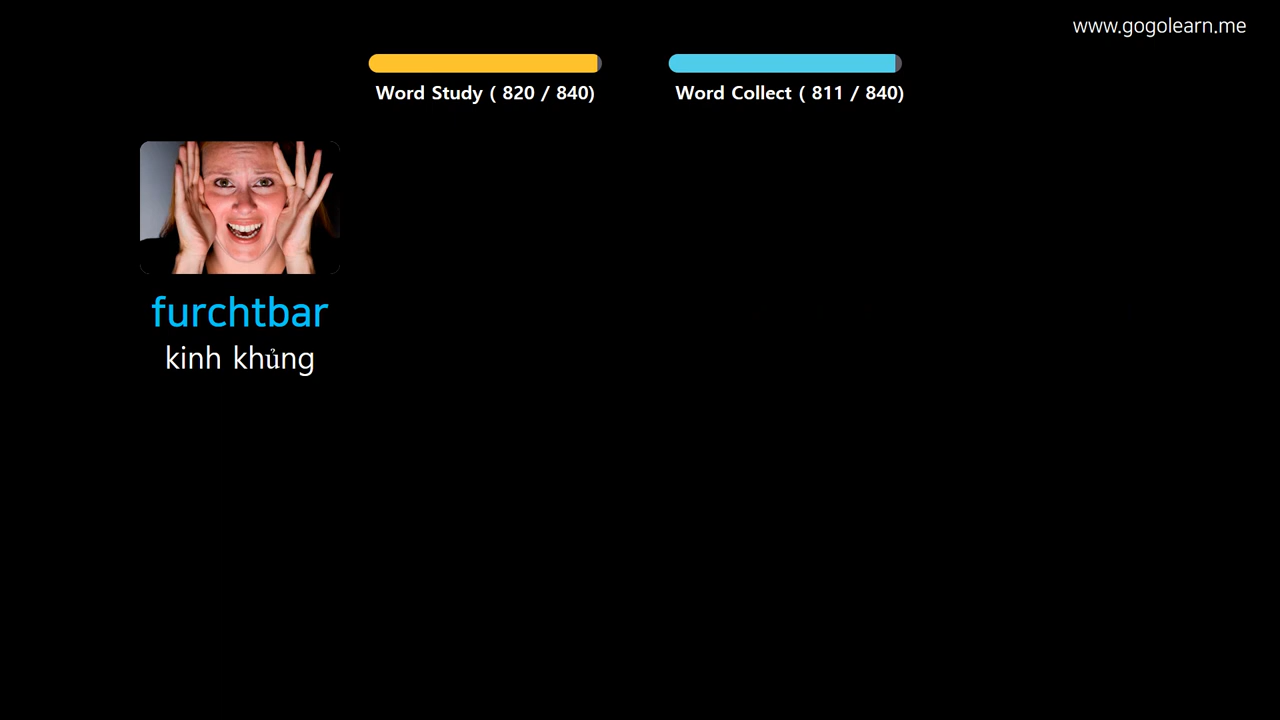 www.gogolearn.me
Word Study ( 820 / 840)
Word Collect ( 811 / 840)
furchtbar
kinh khủng